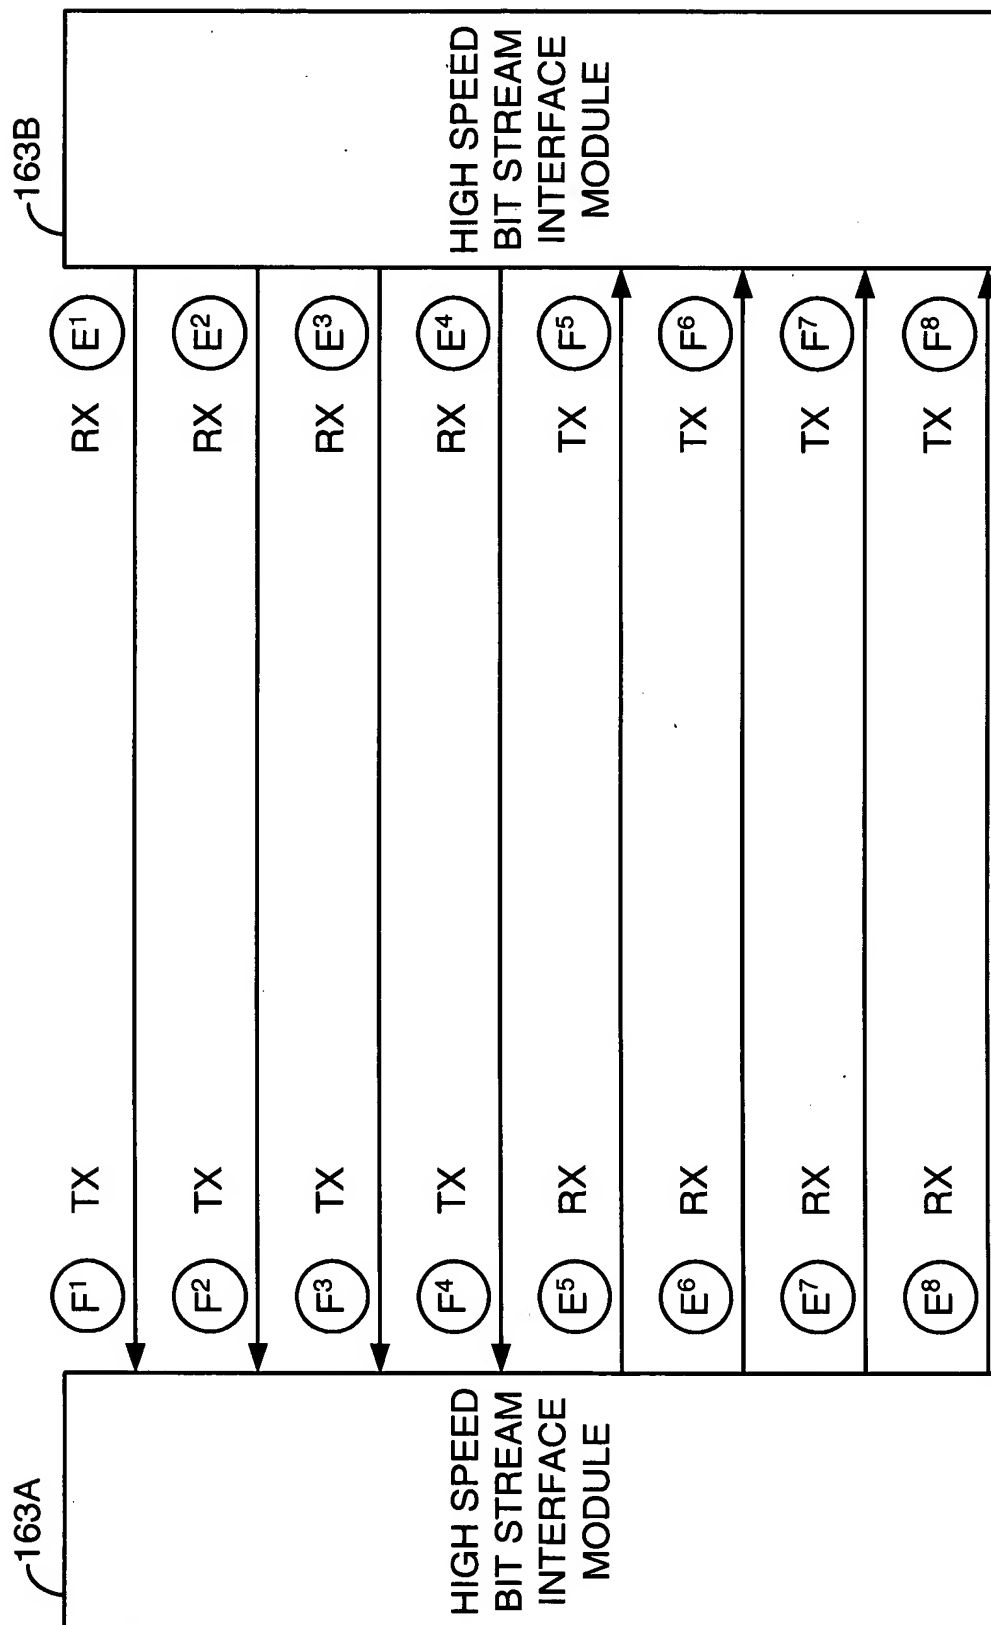 163B
HIGH SPEED
BIT STREAM
INTERFACE
MODULE
E1
E2
E3
E4
F5
F6
F7
F8
RX
RX
RX
RX
TX
TX
TX
TX
TX
TX
TX
TX
RX
RX
RX
RX
F1
F2
F3
F4
E5
E6
E7
E8
163A
HIGH SPEED
BIT STREAM
INTERFACE
MODULE